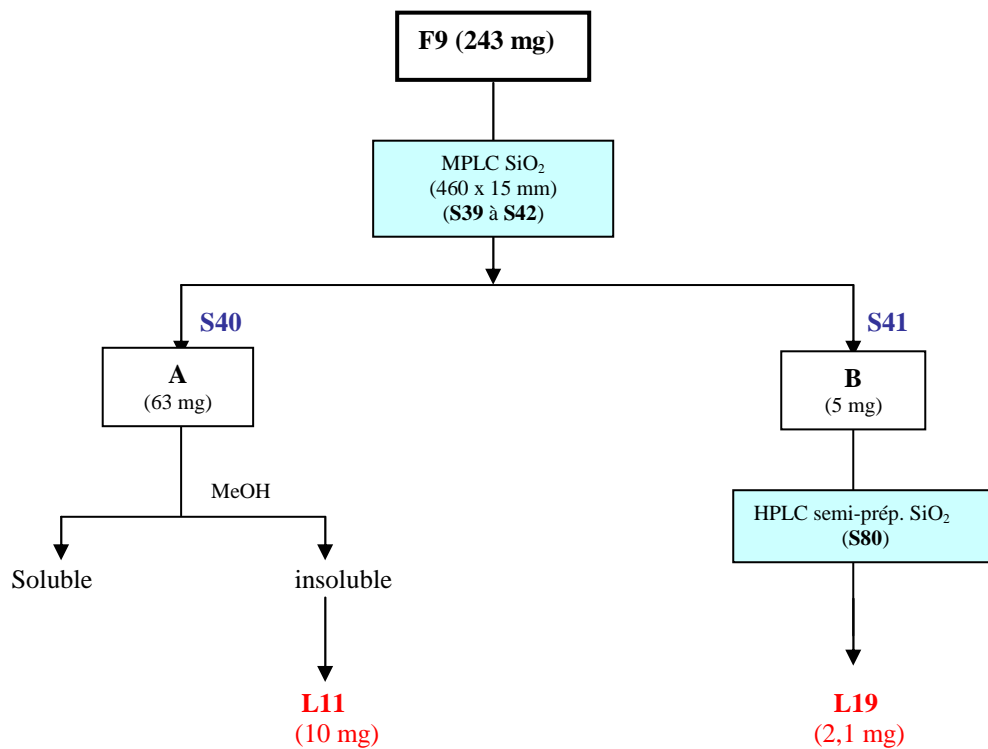 F9 (243 mg)
MPLC SiO₂
(460 x 15 mm)
(S39 à S42)
S40
S41
A
(63 mg)
B
(5 mg)
MeOH
HPLC semi-prép. SiO₂
(S80)
Soluble
insoluble
L11
(10 mg)
L19
(2,1 mg)